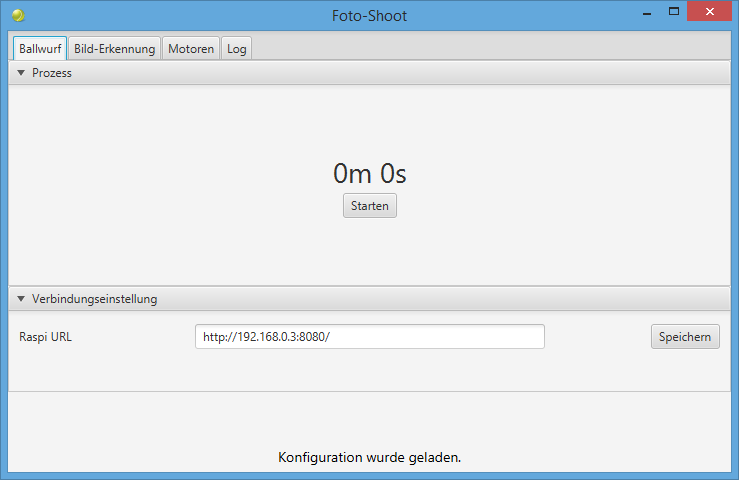 Foto-Shoot
Ballwurf Bild-Erkennung Motoren Log
Prozess
0m 0s
Starten
Verbindungseinstellung
Raspi URL http://192.168.0.3:8080/ Speichern
Konfiguration wurde geladen.